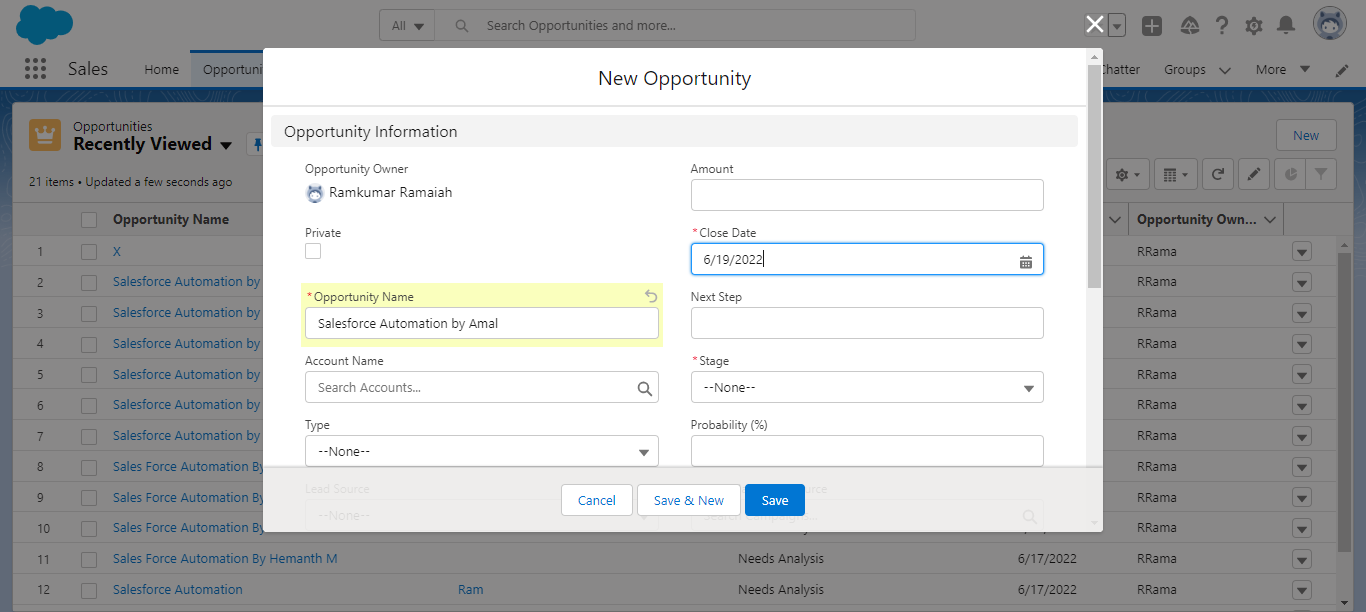 All
Search Opportunities and more...
Sales
Home
Opportuni
Chatter
Groups
More
Opportunities
Recently Viewed
21 items • Updated a few seconds ago
New
Opportunity Name
Opportunity Own...
1 X RRama
2 Salesforce Automation by RRama
3 Salesforce Automation by RRama
4 Salesforce Automation by RRama
5 Salesforce Automation by RRama
6 Salesforce Automation by RRama
7 Salesforce Automation by RRama
8 Sales Force Automation By RRama
9 Sales Force Automation By RRama
10 Sales Force Automation By RRama
11 Sales Force Automation By Hemanth M Needs Analysis 6/17/2022 RRama
12 Salesforce Automation Ram Needs Analysis 6/17/2022 RRama
New Opportunity
Opportunity Information
Opportunity Owner
Ramkumar Ramaiah
Amount
Private
*Close Date
6/19/2022
*Opportunity Name
Salesforce Automation by Amal
Next Step
Account Name
Search Accounts...
*Stage
--None--
Type
--None--
Probability (%)
Lead Source
--None--
Cancel
Save & New
Save